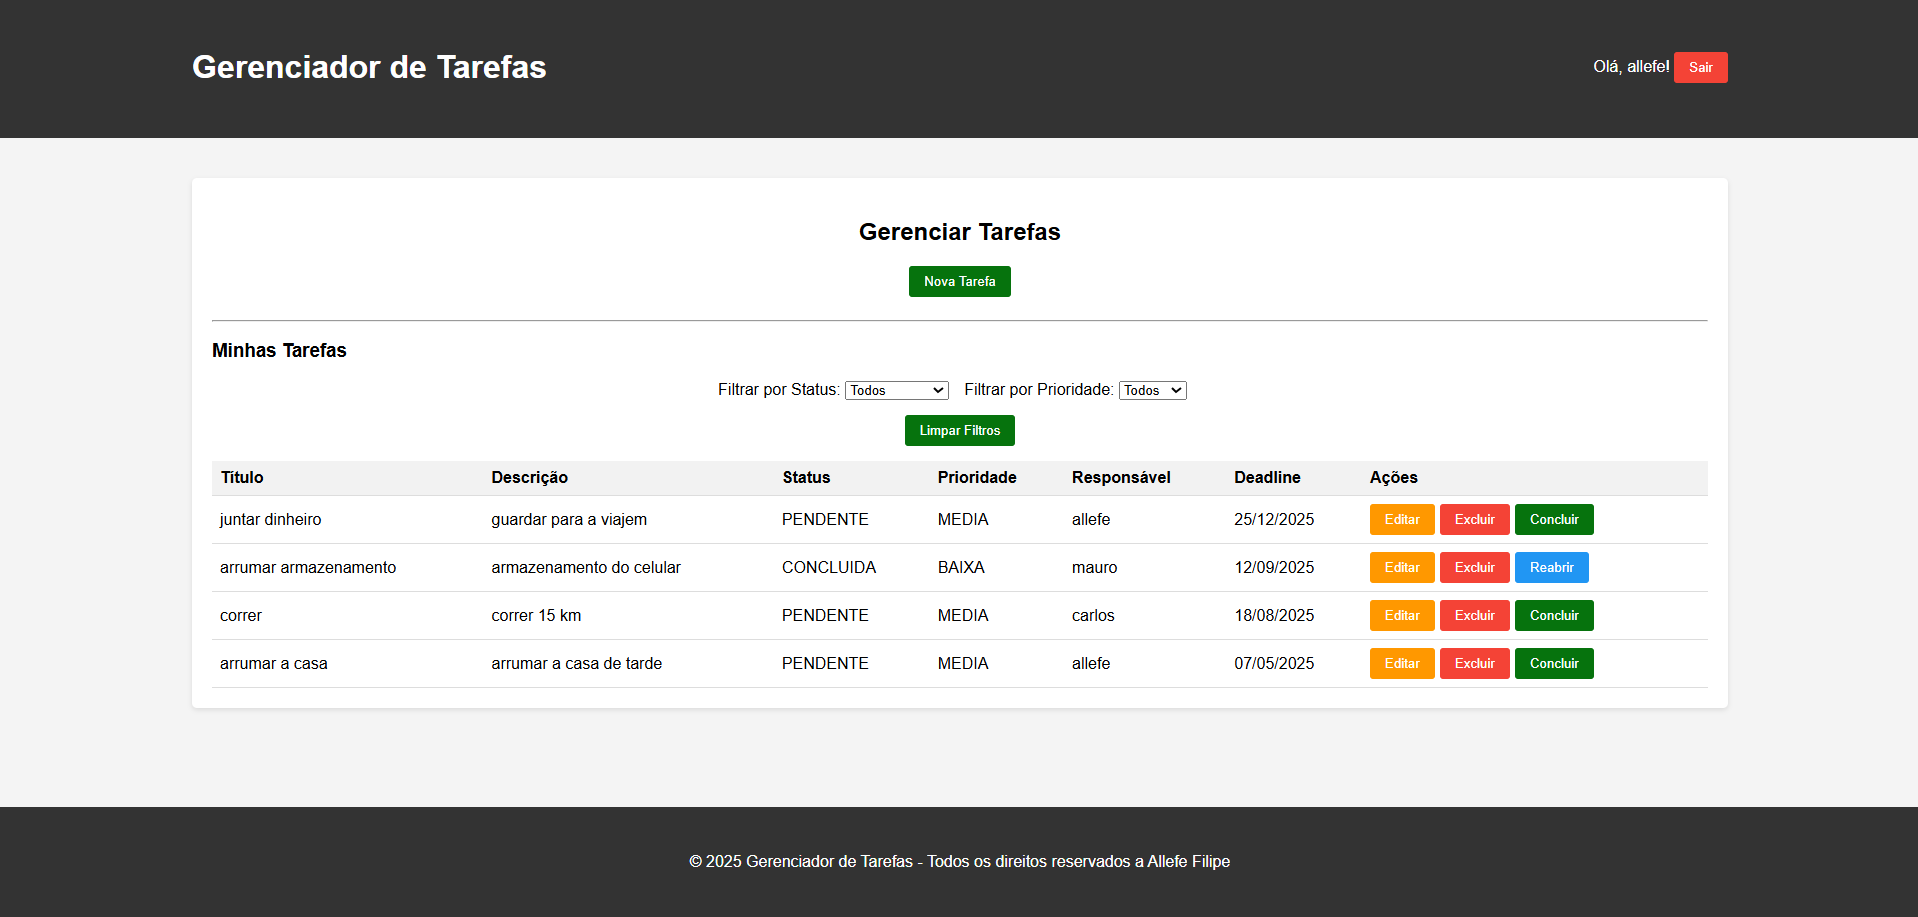 Gerenciador de Tarefas
Olá, allefe! Sair
Gerenciar Tarefas
Nova Tarefa
Minhas Tarefas
Filtrar por Status: Todos Filtrar por Prioridade: Todos
Limpar Filtros
Título Descrição Status Prioridade Responsável Deadline Ações
juntar dinheiro guardar para a viajem PENDENTE MEDIA allefe 25/12/2025 Editar Excluir Concluir
arrumar armazenamento armazenamento do celular CONCLUIDA BAIXA mauro 12/09/2025 Editar Excluir Reabrir
correr correr 15 km PENDENTE MEDIA carlos 18/08/2025 Editar Excluir Concluir
arrumar a casa arrumar a casa de tarde PENDENTE MEDIA allefe 07/05/2025 Editar Excluir Concluir
© 2025 Gerenciador de Tarefas - Todos os direitos reservados a Allefe Filipe